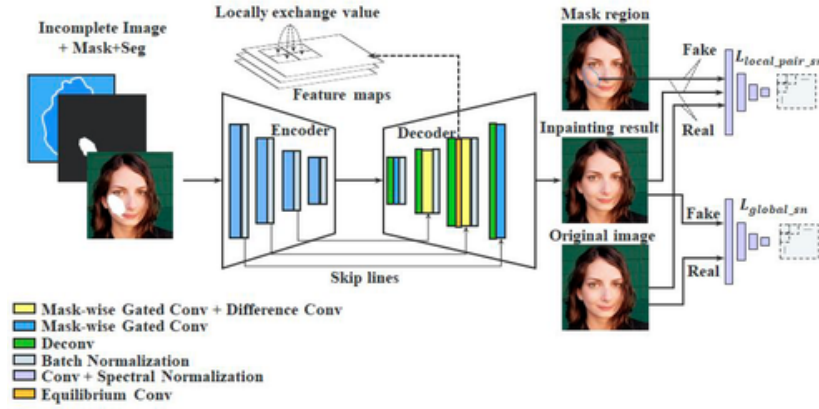 Incomplete Image
+ Mask+Seg
Locally exchange value
Feature maps
Encoder
Decoder
Skip lines
Mask region
Inpainting result
Original image
Fake
Real
L_local_pair_sn
Fake
Real
L_global_sn
Mask-wise Gated Conv + Difference Conv
Mask-wise Gated Conv
Deconv
Batch Normalization
Conv + Spectral Normalization
Equilibrium Conv